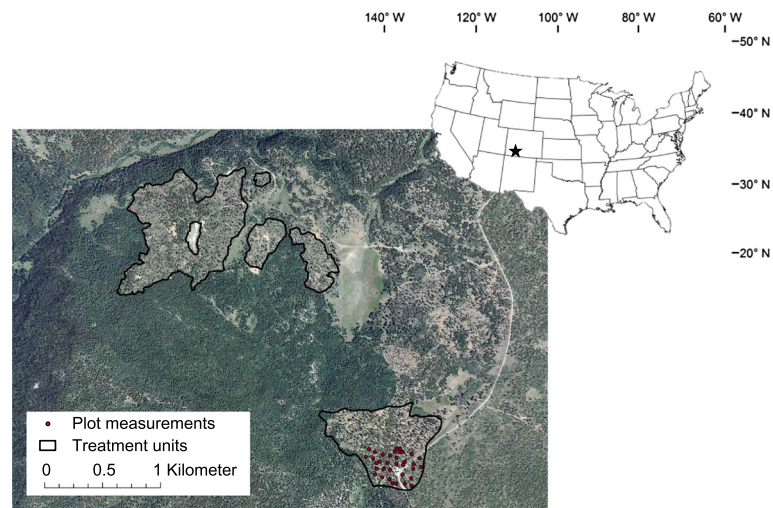 140° W 120° W 100° W 80° W 60° W
50° N
40° N
30° N
20° N
Plot measurements
Treatment units
0 0.5 1 Kilometer